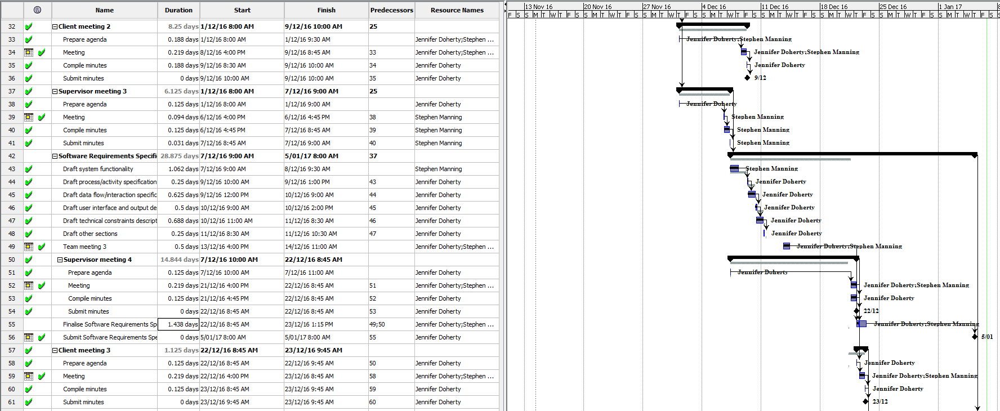 Name Duration Start Finish Predecessors Resource Names
13 Nov 16 20 Nov 16 27 Nov 16 4 Dec 16 11 Dec 16 18 Dec 16 25 Dec 16 1 Jan 17
F S S M T W T F S S M T W T F S S M T W T F S S M T W T F S S M T W T F S S M T W T F S S M T W T F S S M T W T F S S
32 Client meeting 2 8.25 days 1/12/16 8:00 AM 9/12/16 10:00 AM 25
33 Prepare agenda 0.188 days 1/12/16 8:00 AM 1/12/16 9:30 AM Jennifer Doherty;Stephen ... Jennifer Doherty;Stephen Manning
34 Meeting 0.219 days 8/12/16 4:00 PM 9/12/16 8:45 AM 33 Jennifer Doherty;Stephen ... Jennifer Doherty;Stephen Manning
35 Compile minutes 0.188 days 9/12/16 8:30 AM 9/12/16 10:00 AM 34 Jennifer Doherty Jennifer Doherty
36 Submit minutes 0 days 9/12/16 10:00 AM 9/12/16 10:00 AM 35 Jennifer Doherty 9/12
37 Supervisor meeting 3 6.125 days 1/12/16 8:00 AM 7/12/16 9:00 AM 25
38 Prepare agenda 0.125 days 1/12/16 8:00 AM 1/12/16 9:00 AM Jennifer Doherty Jennifer Doherty
39 Meeting 0.094 days 6/12/16 4:00 PM 6/12/16 4:45 PM 38 Stephen Manning Stephen Manning
40 Compile minutes 0.125 days 6/12/16 4:45 PM 7/12/16 8:45 AM 39 Stephen Manning Stephen Manning
41 Submit minutes 0.031 days 7/12/16 8:45 AM 7/12/16 9:00 AM 40 Stephen Manning Stephen Manning
42 Software Requirements Specifi 28.875 days 7/12/16 9:00 AM 5/01/17 8:00 AM 37
43 Draft system functionality 1.062 days 7/12/16 9:00 AM 8/12/16 9:30 AM Stephen Manning Stephen Manning
44 Draft process/activity specification 0.25 days 9/12/16 10:00 AM 9/12/16 1:00 PM 43 Jennifer Doherty Jennifer Doherty
45 Draft data flow/interaction specific 0.625 days 9/12/16 12:00 PM 10/12/16 9:00 AM 44 Jennifer Doherty Jennifer Doherty
46 Draft user interface and output de 0.5 days 10/12/16 9:00 AM 10/12/16 2:00 PM 45 Jennifer Doherty Jennifer Doherty
47 Draft technical constraints descript 0.688 days 10/12/16 11:00 AM 11/12/16 8:30 AM 46 Jennifer Doherty Jennifer Doherty
48 Draft other sections 0.25 days 11/12/16 8:30 AM 11/12/16 10:30 AM 47 Jennifer Doherty Jennifer Doherty
49 Team meeting 3 0.5 days 13/12/16 4:00 PM 14/12/16 11:00 AM Jennifer Doherty;Stephen ... Jennifer Doherty;Stephen Manning
50 Supervisor meeting 4 14.844 days 7/12/16 10:00 AM 22/12/16 8:45 AM
51 Prepare agenda 0.125 days 7/12/16 10:00 AM 7/12/16 11:00 AM Jennifer Doherty Jennifer Doherty
52 Meeting 0.219 days 21/12/16 4:00 PM 22/12/16 8:45 AM 51 Jennifer Doherty;Stephen ... Jennifer Doherty;Stephen Manning
53 Compile minutes 0.125 days 21/12/16 4:45 PM 22/12/16 8:45 AM 52 Jennifer Doherty Jennifer Doherty
54 Submit minutes 0 days 22/12/16 8:45 AM 22/12/16 8:45 AM 53 Jennifer Doherty 22/12
55 Finalise Software Requirements Sp 1.438 days 22/12/16 8:45 AM 23/12/16 1:15 PM 49;50 Jennifer Doherty;Stephen ... Jennifer Doherty;Stephen Manning
56 Submit Software Requirements Spe 0 days 5/01/17 8:00 AM 5/01/17 8:00 AM 55 Jennifer Doherty 5/01
57 Client meeting 3 1.125 days 22/12/16 8:45 AM 23/12/16 9:45 AM
58 Prepare agenda 0.125 days 22/12/16 8:45 AM 22/12/16 9:45 AM 50 Jennifer Doherty Jennifer Doherty
59 Meeting 0.219 days 22/12/16 4:00 PM 23/12/16 8:45 AM 58 Jennifer Doherty;Stephen ... Jennifer Doherty;Stephen Manning
60 Compile minutes 0.125 days 23/12/16 8:45 AM 23/12/16 9:45 AM 59 Jennifer Doherty Jennifer Doherty
61 Submit minutes 0 days 23/12/16 9:45 AM 23/12/16 9:45 AM 60 Jennifer Doherty 23/12